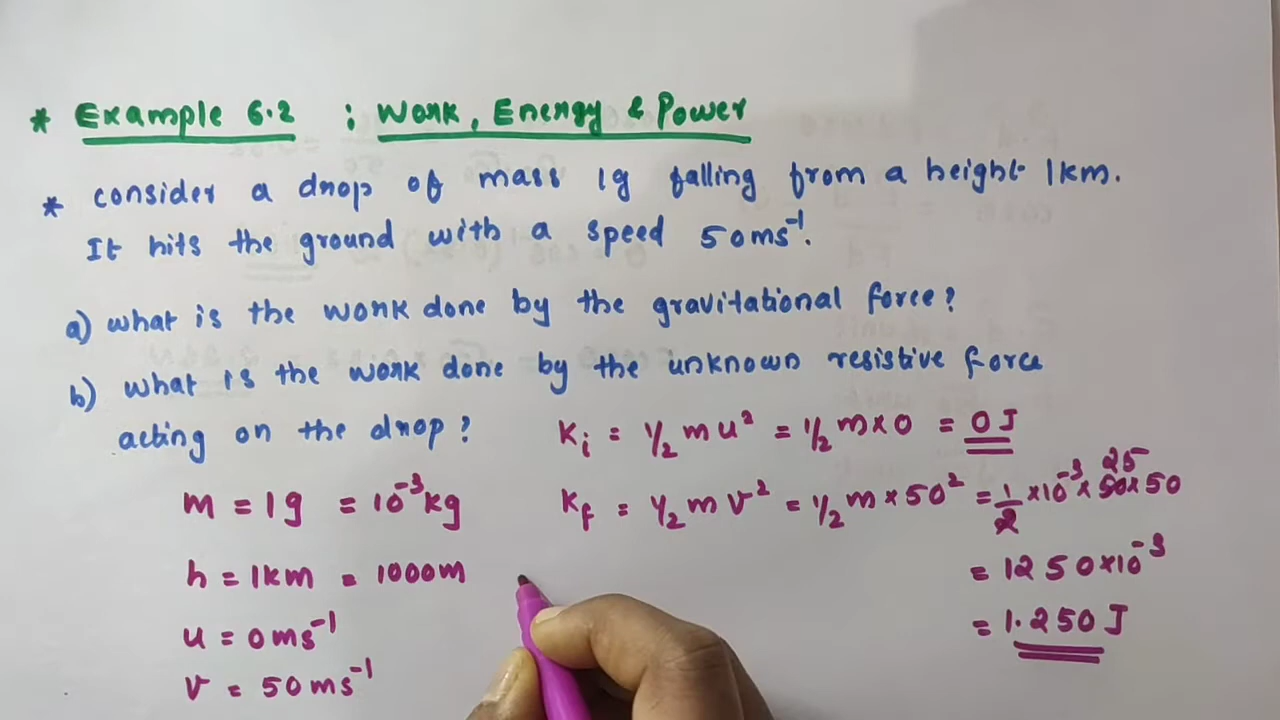 * Example 6.2 : Work, Energy & Power
* consider a drop of mass 1g falling from a height 1km.
It hits the ground with a speed 50ms⁻¹.
a) what is the work done by the gravitational force?
b) what is the work done by the unknown resistive force
acting on the drop?
Kᵢ = 1/2 m u² = 1/2 m × 0 = 0 J
m = 1g = 10⁻³ kg
K_f = 1/2 m v² = 1/2 m × 50² = 1/2 × 10⁻³ × 50 × 50
25
= 1250 × 10⁻³
h = 1km = 1000m
= 1.250 J
u = 0 ms⁻¹
v = 50 ms⁻¹